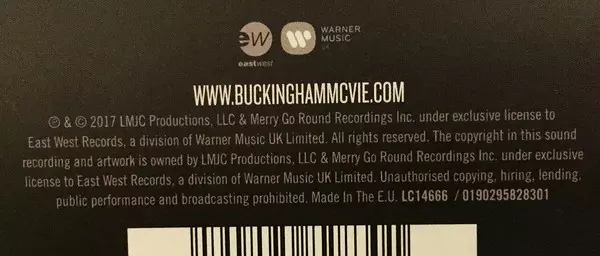 ew
eastwest
WARNER
MUSIC
UK
WWW.BUCKINGHAMMCVIE.COM
℗ & © 2017 LMJC Productions, LLC & Merry Go Round Recordings Inc. under exclusive license to
East West Records, a division of Warner Music UK Limited. All rights reserved. The copyright in this sound
recording and artwork is owned by LMJC Productions, LLC & Merry Go Round Recordings Inc. under exclusive
license to East West Records, a division of Warner Music UK Limited. Unauthorised copying, hiring, lending,
public performance and broadcasting prohibited. Made In The E.U. LC14666 / 0190295828301